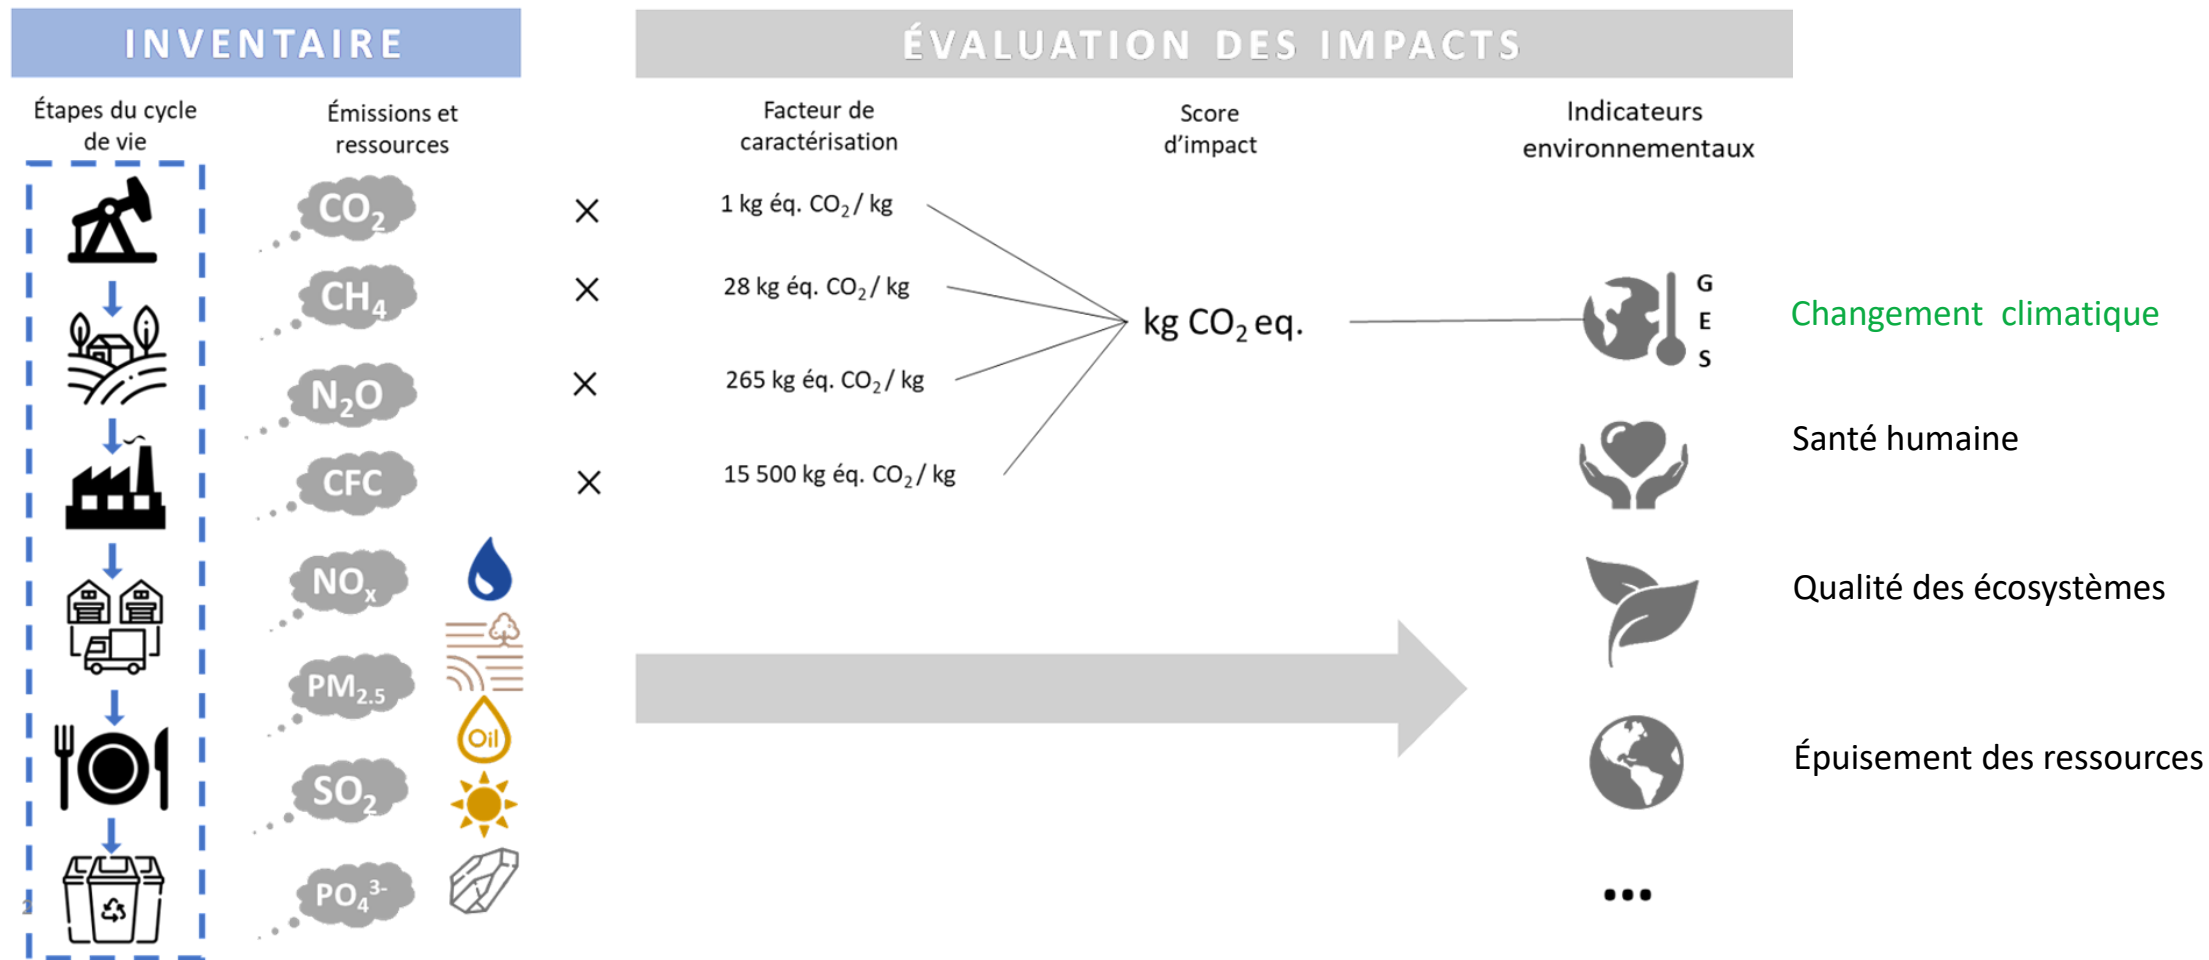 INVENTAIRE
ÉVALUATION DES IMPACTS
Étapes du cycle
de vie
Émissions et
ressources
Facteur de
caractérisation
Score
d'impact
Indicateurs
environnementaux
CO₂
×
1 kg éq. CO₂ / kg
CH₄
×
28 kg éq. CO₂ / kg
N₂O
×
265 kg éq. CO₂ / kg
CFC
×
15 500 kg éq. CO₂ / kg
kg CO₂ eq.
G
E
S
Changement climatique
Santé humaine
NOₓ
Qualité des écosystèmes
PM₂.₅
Oil
Épuisement des ressources
SO₂
PO₄³⁻
...